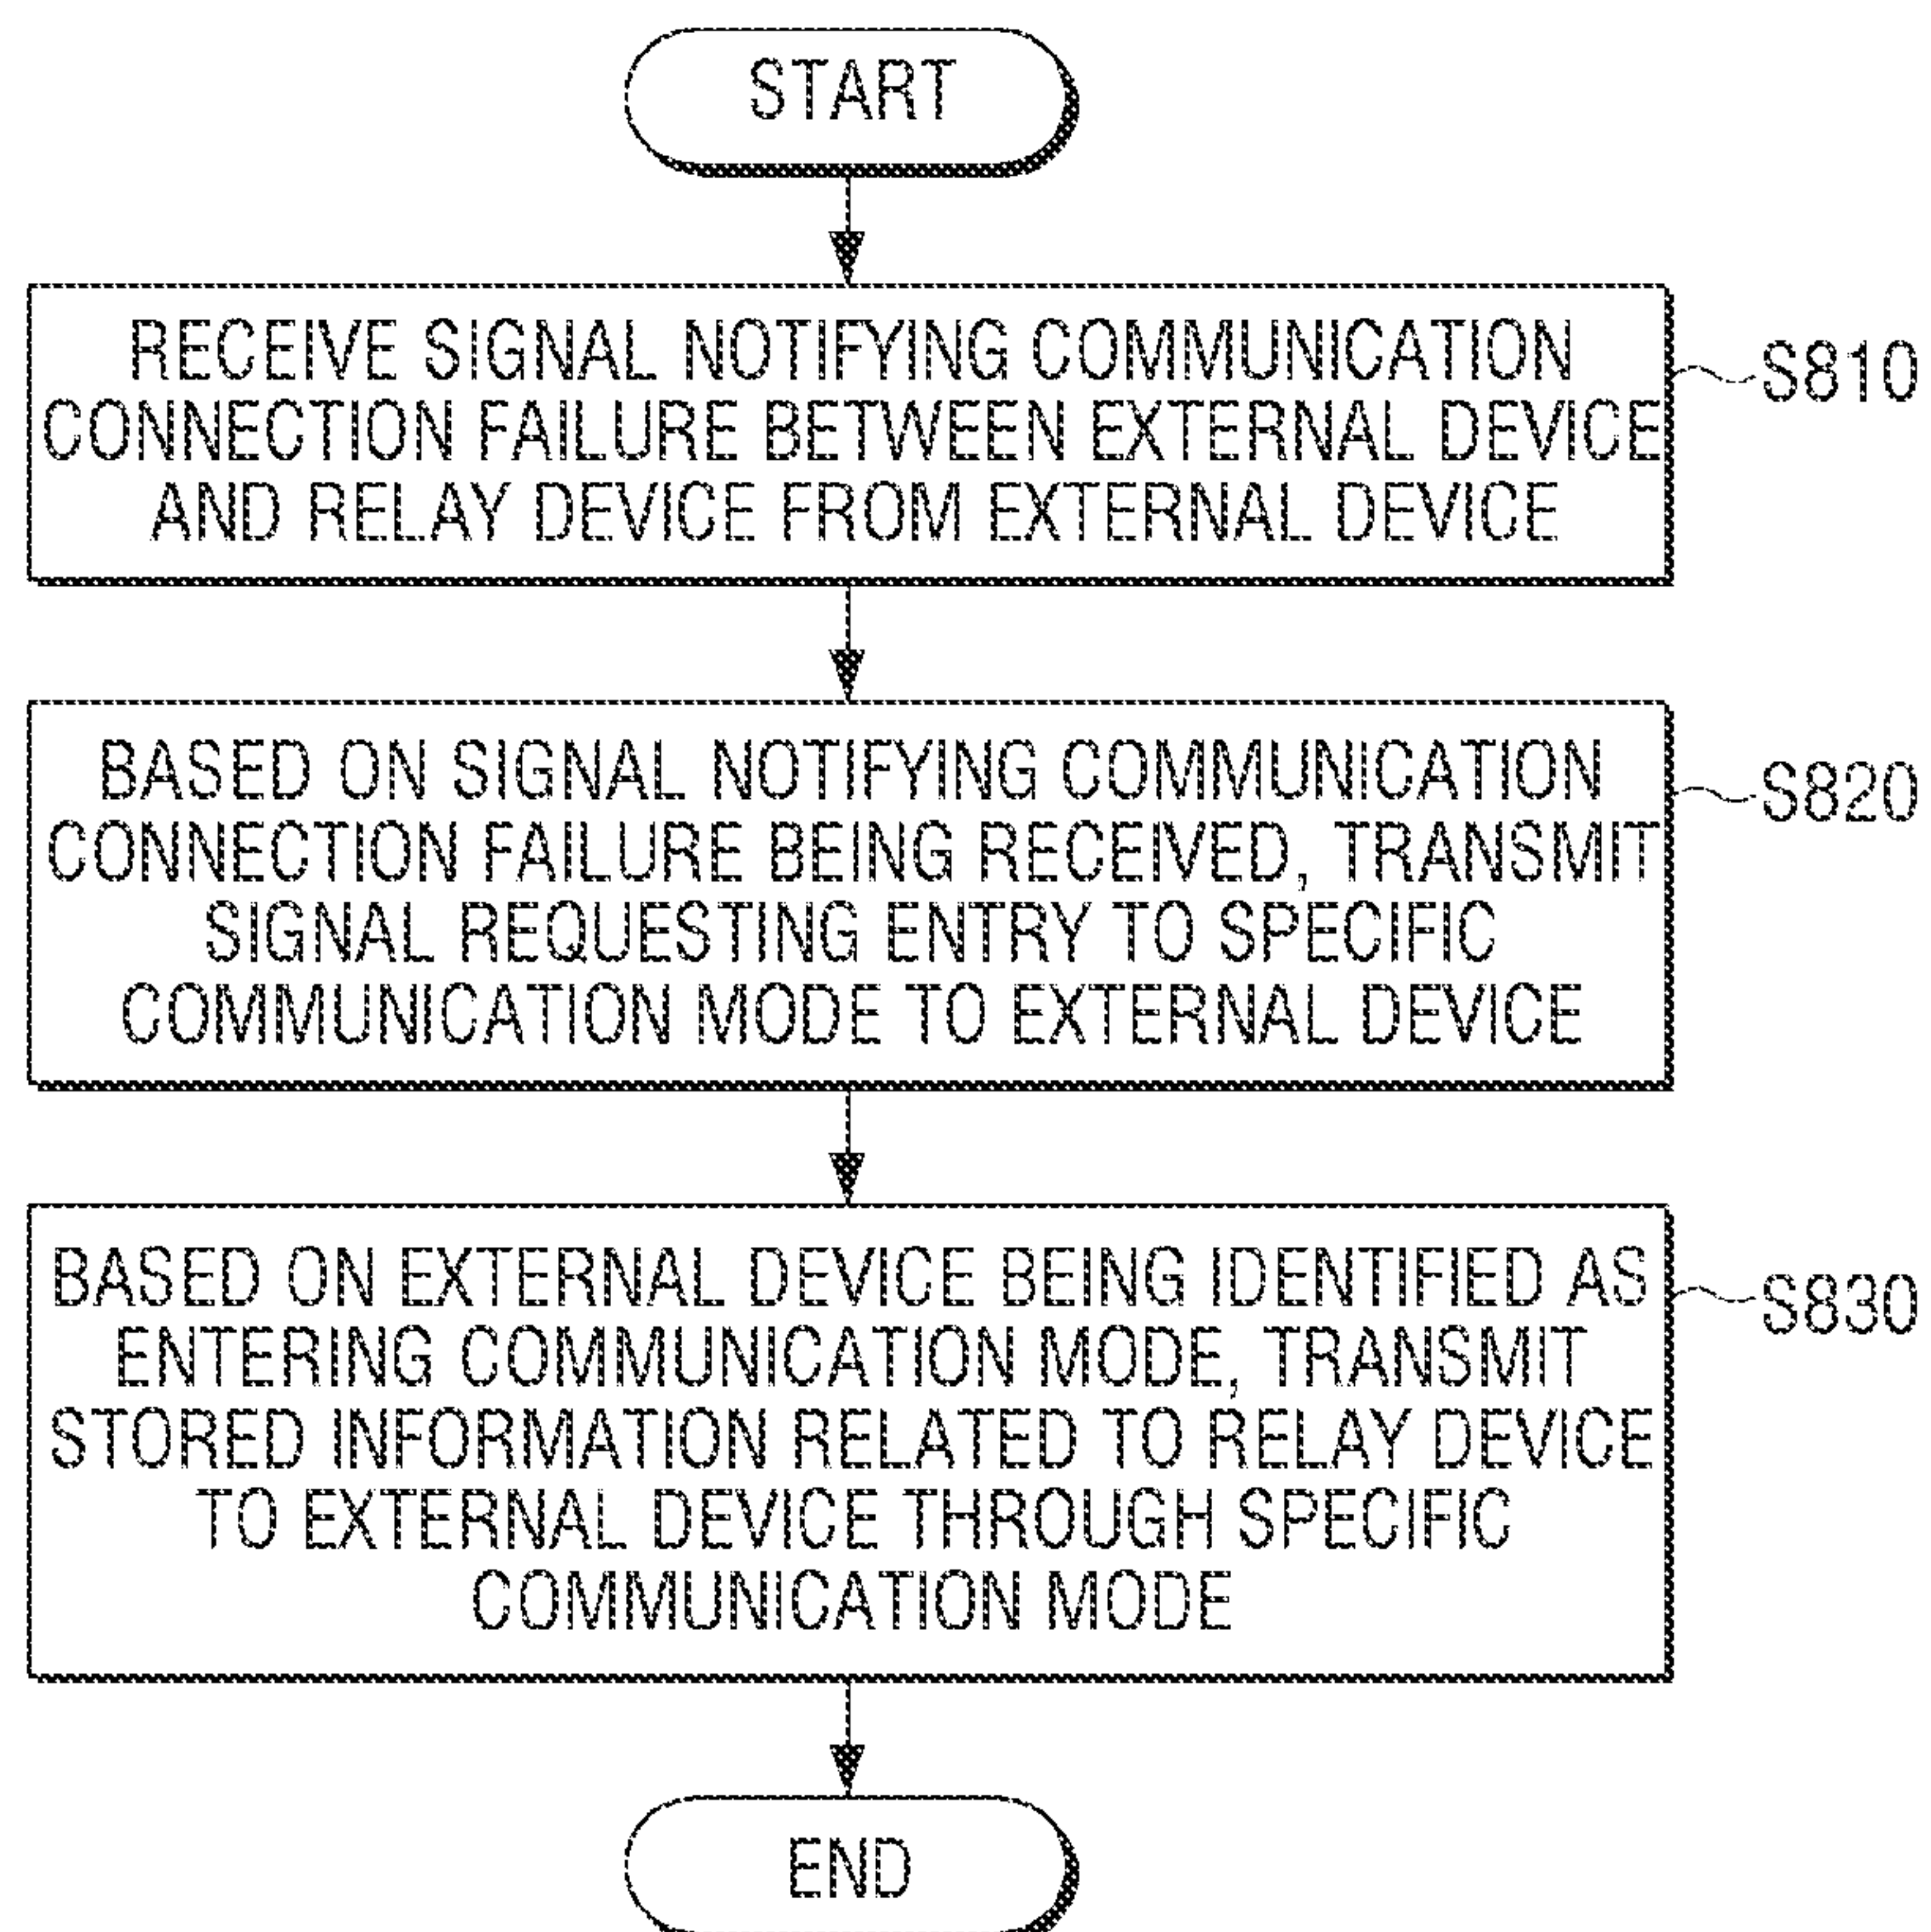 START
RECEIVE SIGNAL NOTIFYING COMMUNICATION
CONNECTION FAILURE BETWEEN EXTERNAL DEVICE
AND RELAY DEVICE FROM EXTERNAL DEVICE
S810
BASED ON SIGNAL NOTIFYING COMMUNICATION
CONNECTION FAILURE BEING RECEIVED, TRANSMIT
SIGNAL REQUESTING ENTRY TO SPECIFIC
COMMUNICATION MODE TO EXTERNAL DEVICE
S820
BASED ON EXTERNAL DEVICE BEING IDENTIFIED AS
ENTERING COMMUNICATION MODE, TRANSMIT
STORED INFORMATION RELATED TO RELAY DEVICE
TO EXTERNAL DEVICE THROUGH SPECIFIC
COMMUNICATION MODE
S830
END